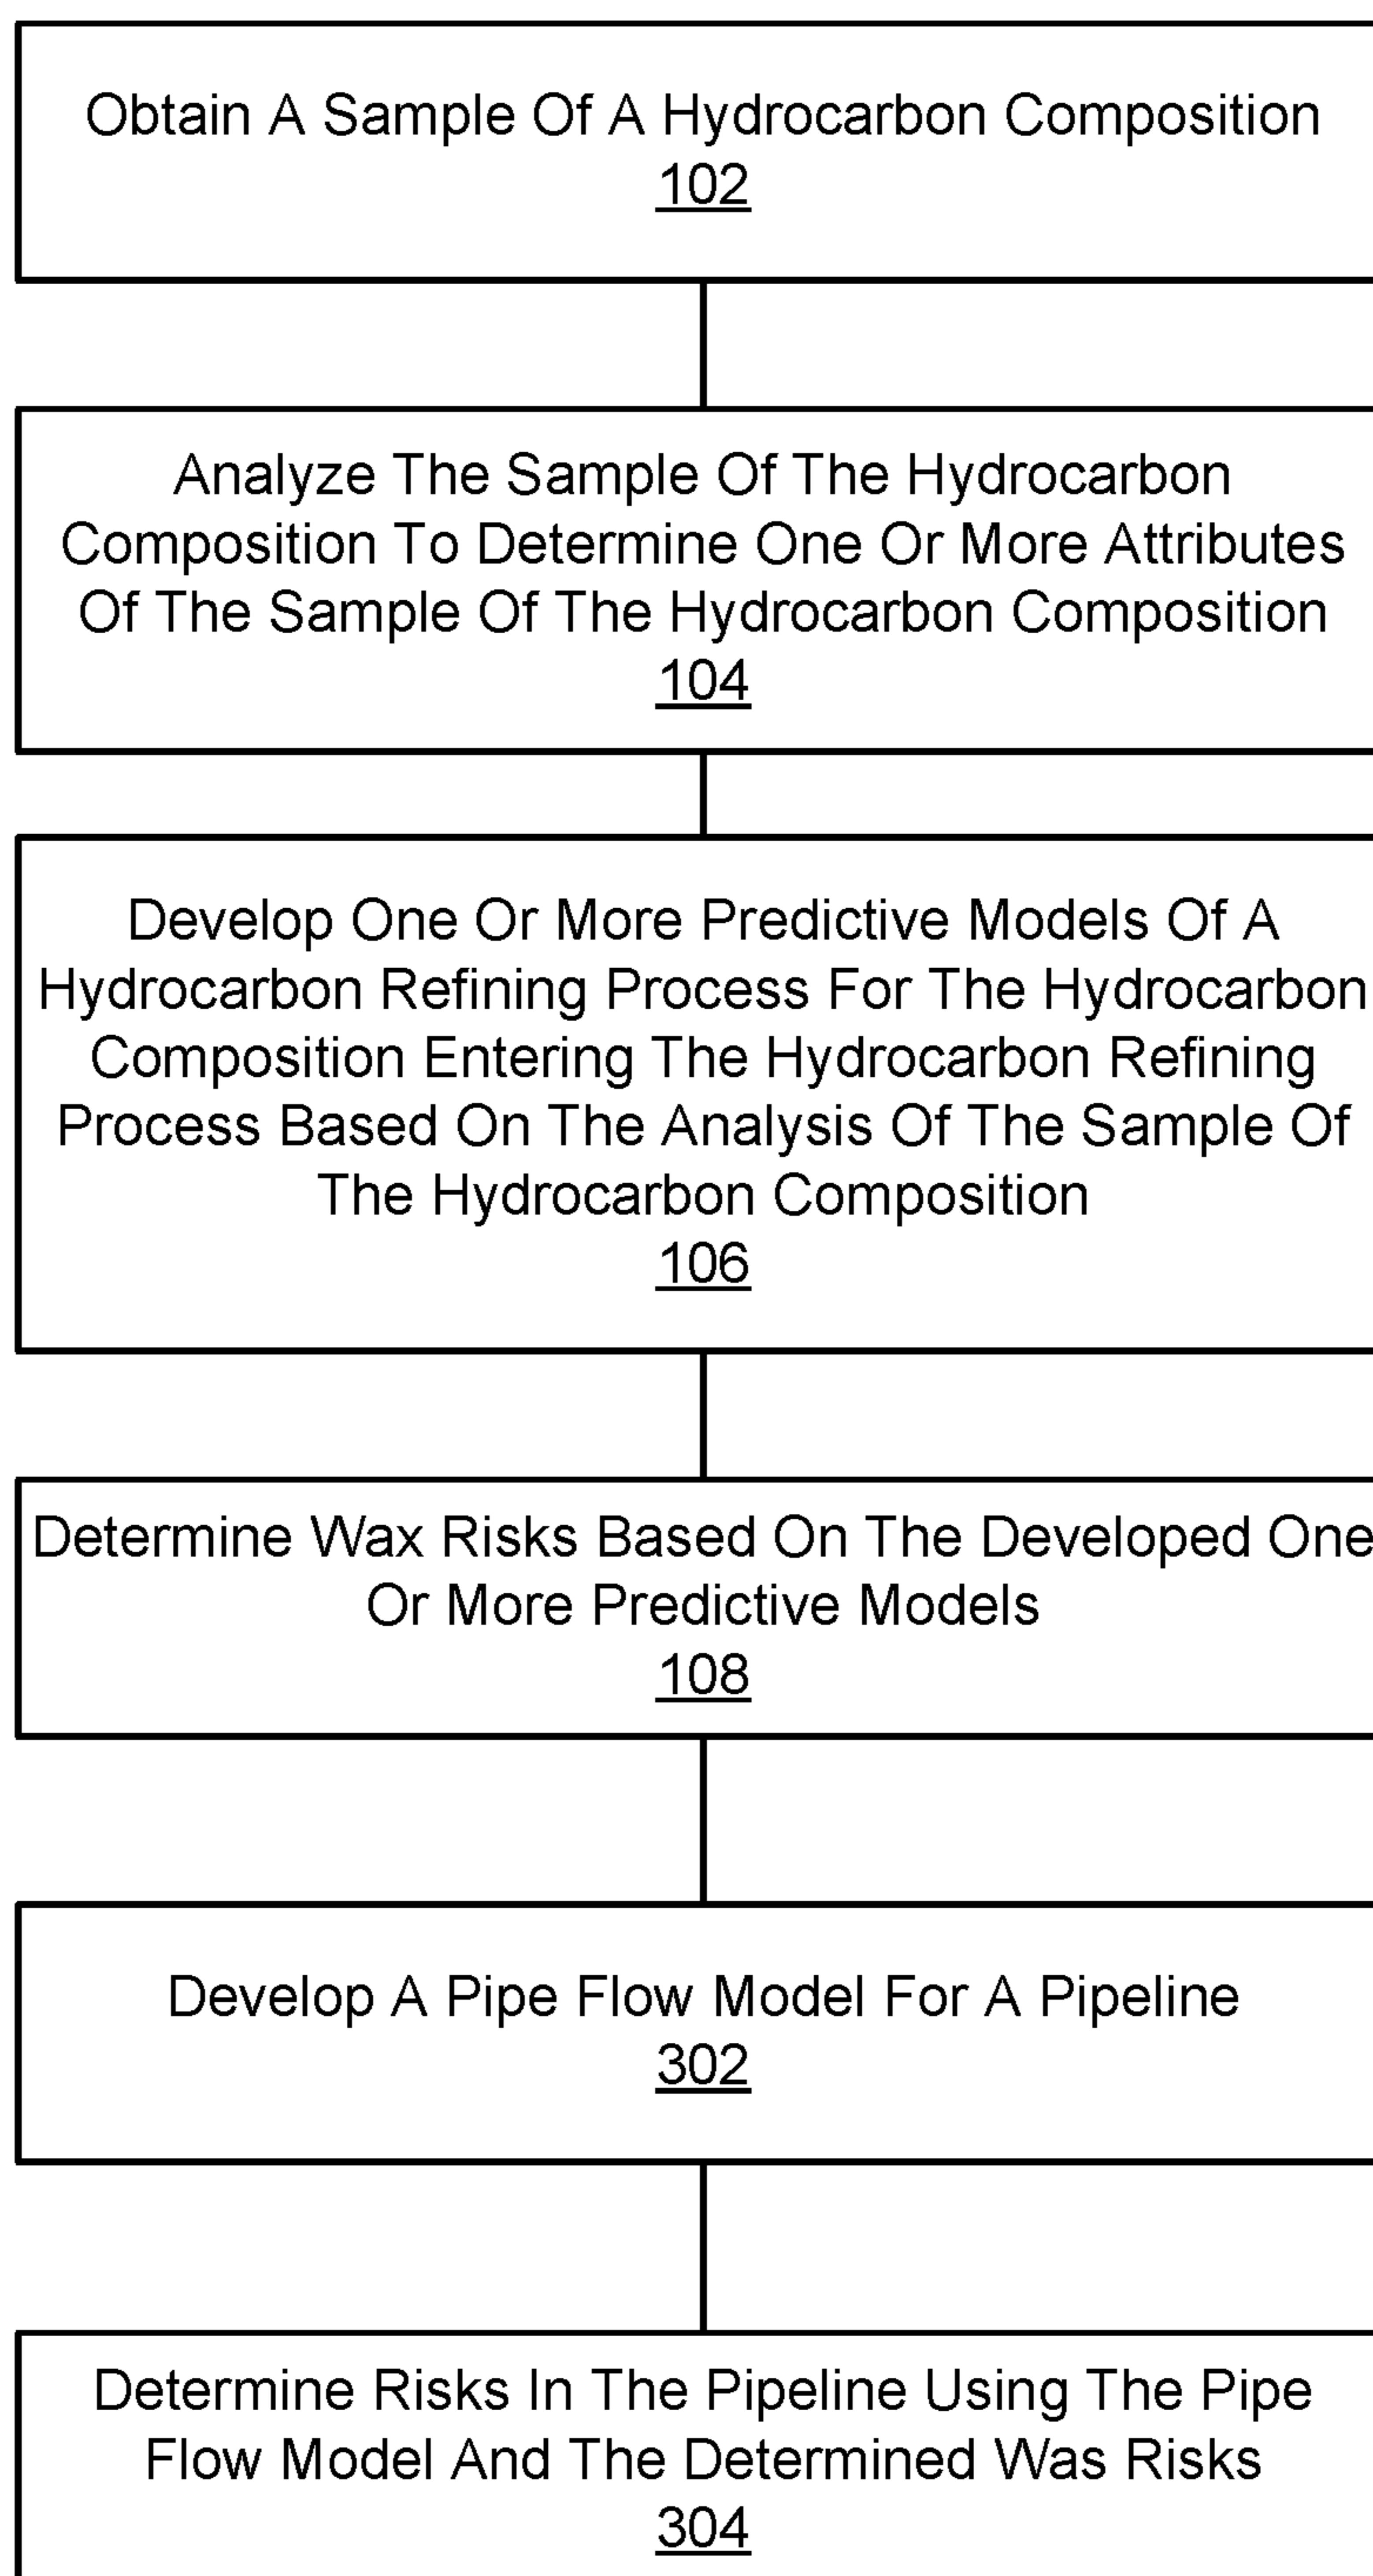 Obtain A Sample Of A Hydrocarbon Composition
102
Analyze The Sample Of The Hydrocarbon
Composition To Determine One Or More Attributes
Of The Sample Of The Hydrocarbon Composition
104
Develop One Or More Predictive Models Of A
Hydrocarbon Refining Process For The Hydrocarbon
Composition Entering The Hydrocarbon Refining
Process Based On The Analysis Of The Sample Of
The Hydrocarbon Composition
106
Determine Wax Risks Based On The Developed One
Or More Predictive Models
108
Develop A Pipe Flow Model For A Pipeline
302
Determine Risks In The Pipeline Using The Pipe
Flow Model And The Determined Was Risks
304